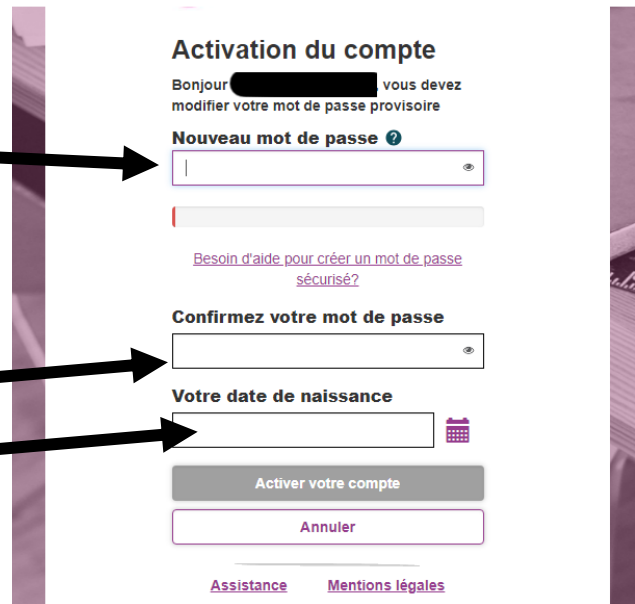 Activation du compte
Bonjour , vous devez
modifier votre mot de passe provisoire
Nouveau mot de passe ?
Besoin d'aide pour créer un mot de passe
sécurisé?
Confirmez votre mot de passe
Votre date de naissance
Activer votre compte
Annuler
Assistance Mentions légales